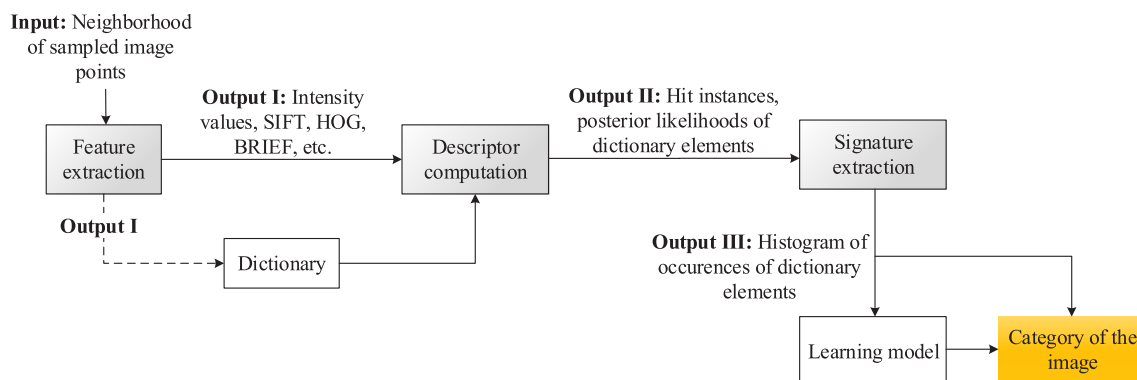 Input: Neighborhood
of sampled image
points
Output I: Intensity
values, SIFT, HOG,
BRIEF, etc.
Output II: Hit instances,
posterior likelihoods of
dictionary elements
Feature
extraction
Descriptor
computation
Signature
extraction
Output I
Dictionary
Output III: Histogram of
occurences of dictionary
elements
Learning model
Category of the
image